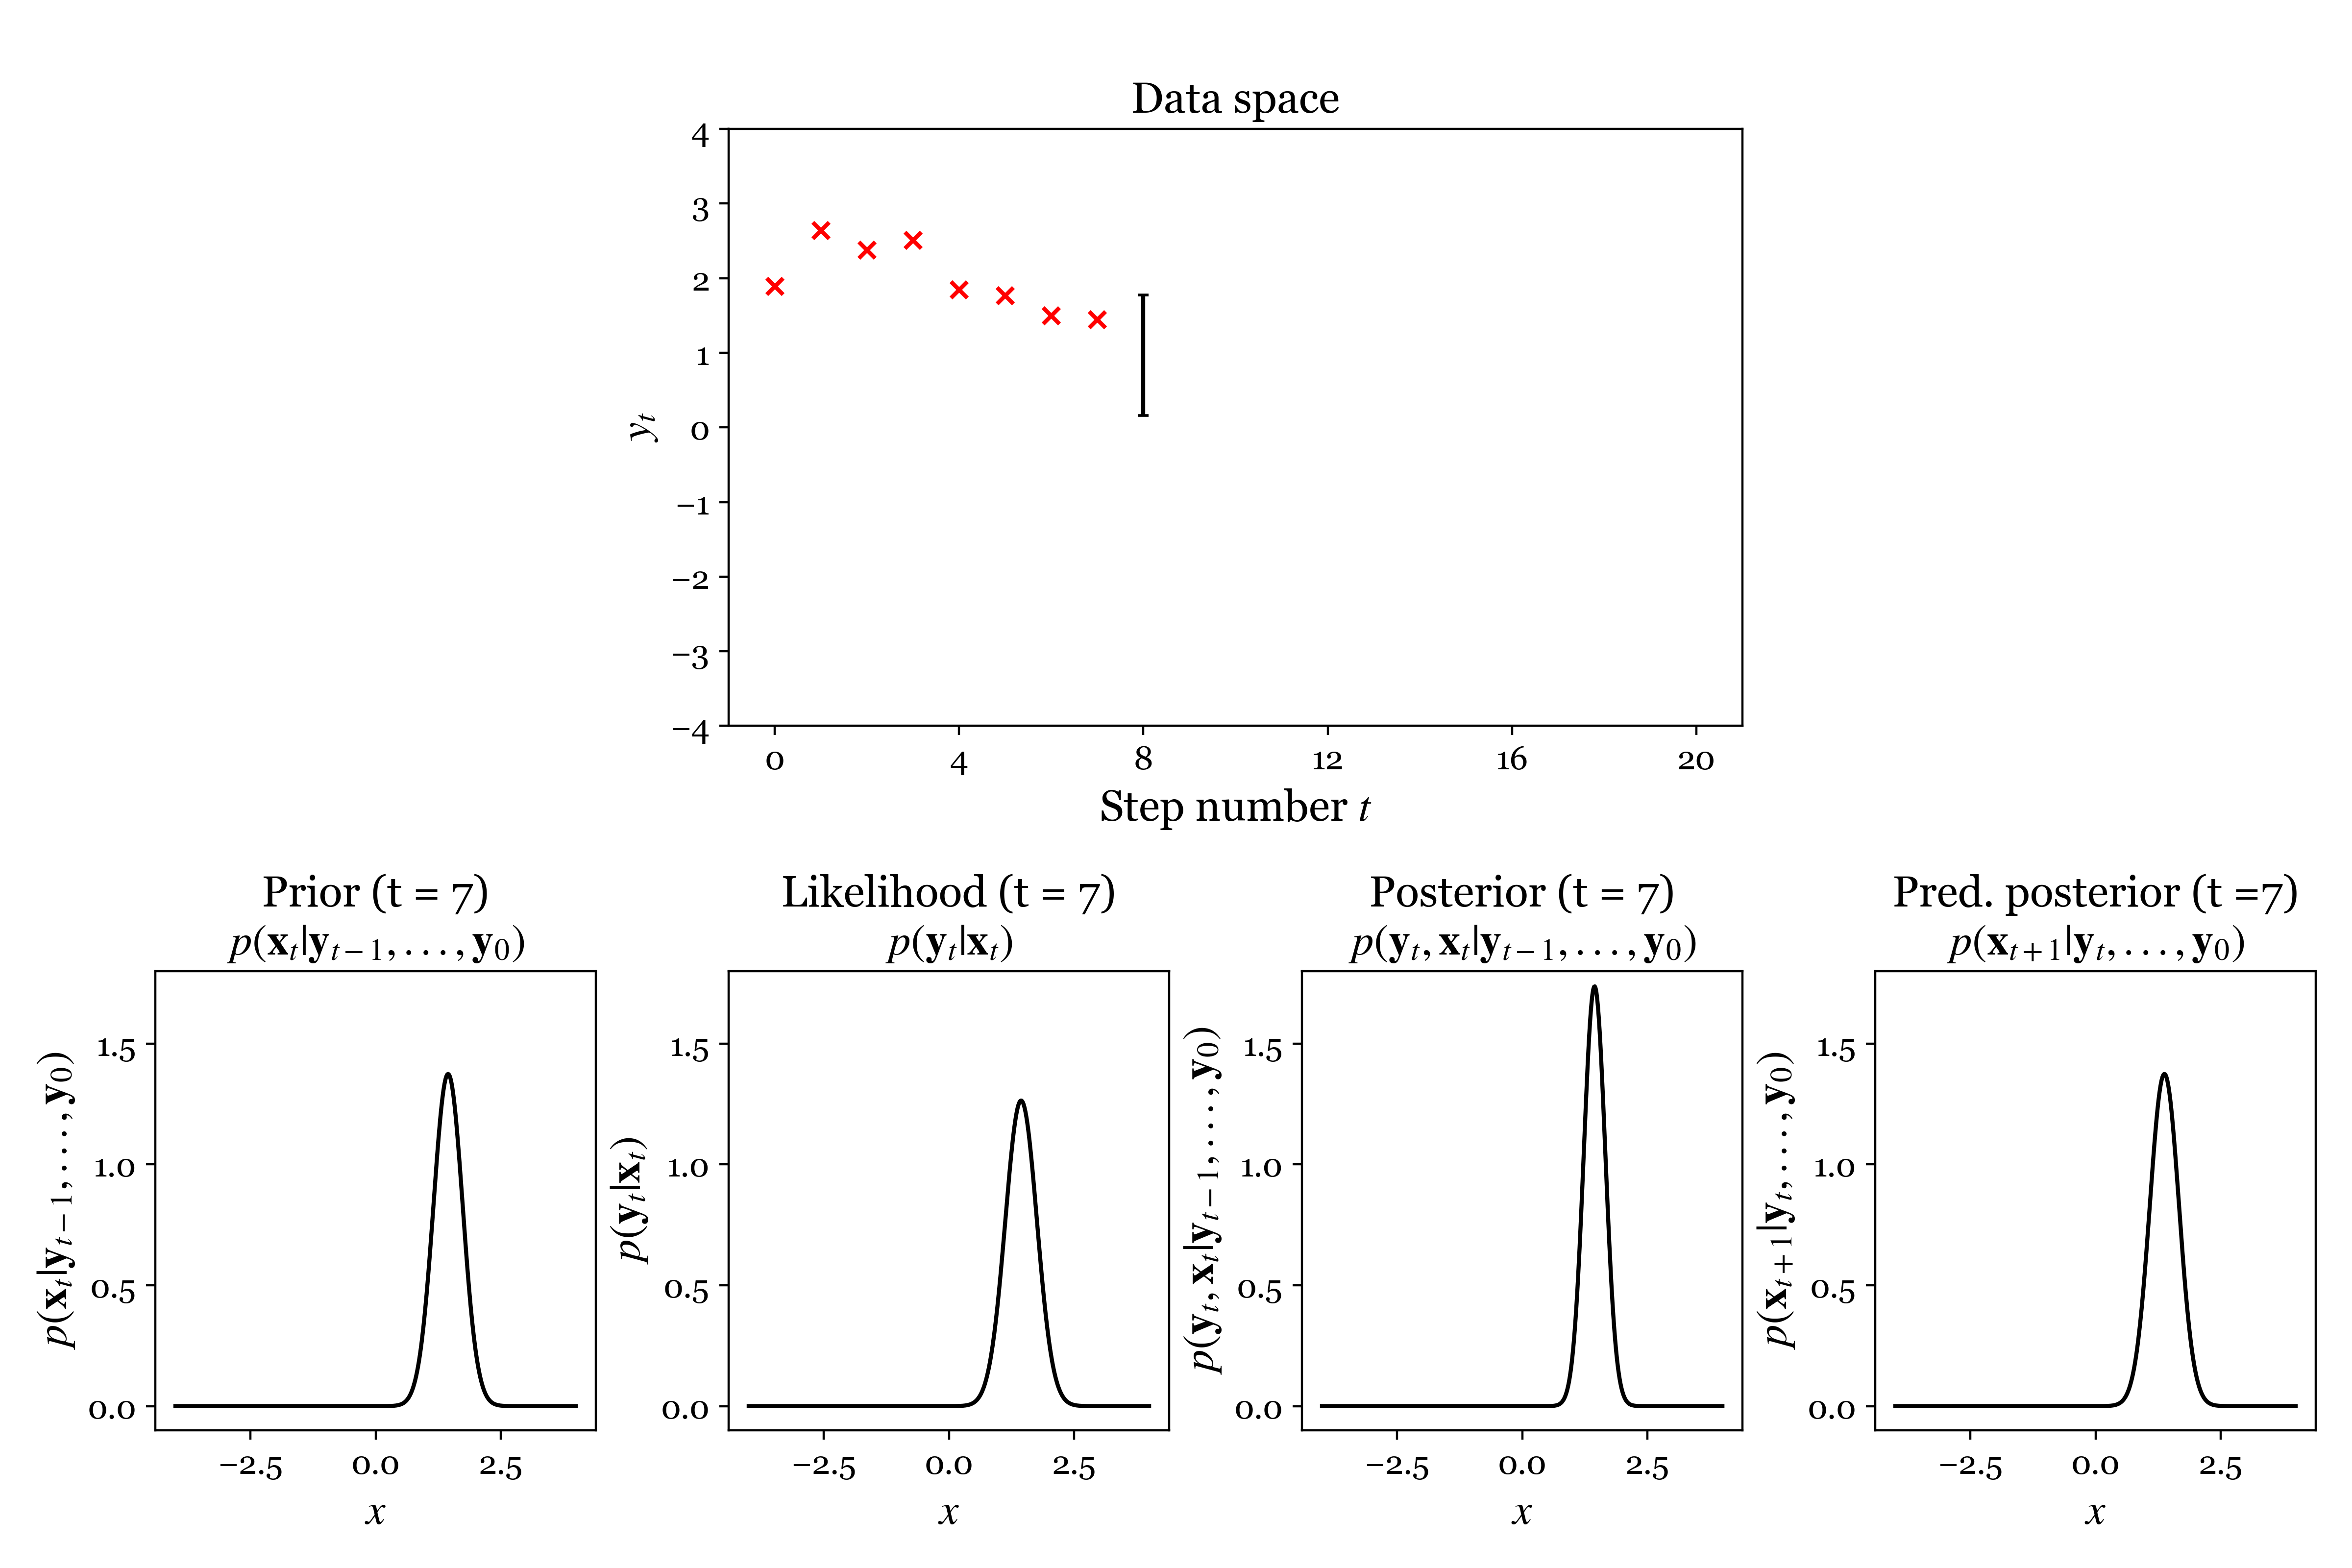 Data space
4
3
2
1
0
−1
−2
−3
−4
y_t
0 4 8 12 16 20
Step number t
Prior (t = 7)
p(𝐱_t|𝐲_{t−1}, . . . , 𝐲_0)
p(𝐱_t|𝐲_{t−1}, . . . , 𝐲_0)
1.5
1.0
0.5
0.0
−2.5 0.0 2.5
x
Likelihood (t = 7)
p(𝐲_t|𝐱_t)
p(𝐲_t|𝐱_t)
1.5
1.0
0.5
0.0
−2.5 0.0 2.5
x
Posterior (t = 7)
p(𝐲_t, 𝐱_t|𝐲_{t−1}, . . . , 𝐲_0)
p(𝐲_t, 𝐱_t|𝐲_{t−1}, . . . , 𝐲_0)
1.5
1.0
0.5
0.0
−2.5 0.0 2.5
x
Pred. posterior (t =7)
p(𝐱_{t+1}|𝐲_t, . . . , 𝐲_0)
p(𝐱_{t+1}|𝐲_t, . . . , 𝐲_0)
1.5
1.0
0.5
0.0
−2.5 0.0 2.5
x